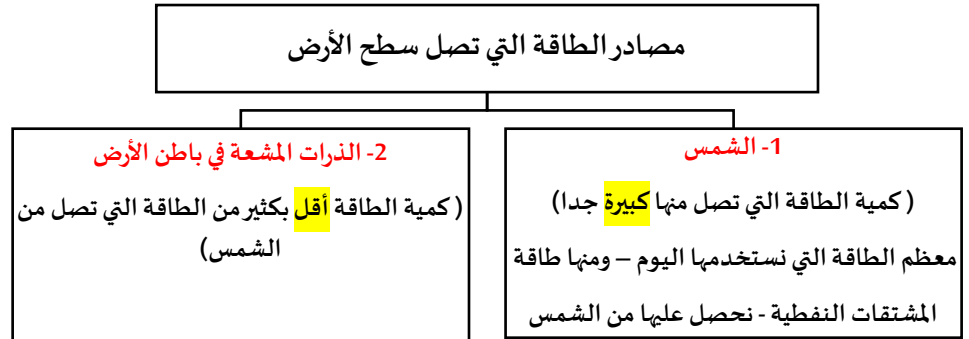 مصادر الطاقة التي تصل سطح الأرض
1- الشمس
( كمية الطاقة التي تصل منها كبيرة جدا)
معظم الطاقة التي نستخدمها اليوم – ومنها طاقة
المشتقات النفطية - نحصل عليها من الشمس
2- الذرات المشعة في باطن الأرض
( كمية الطاقة أقل بكثير من الطاقة التي تصل من
الشمس)